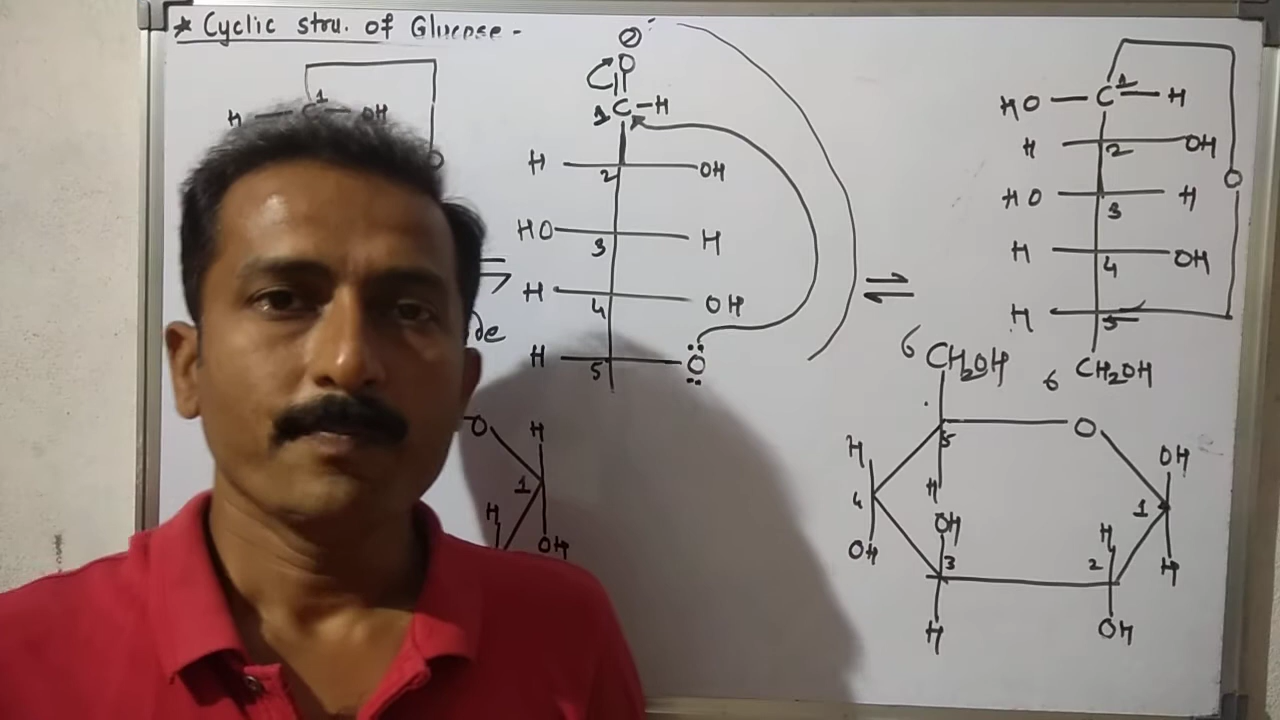 * Cyclic stru. of Glucose -
H — C 1 — OH
O
O
O
1 C — H
H 2 OH
HO 3 H
H 4 OH
H 5 O
HO — C 1 — H
H 2 OH
HO 3 H
O
H 4 OH
H 5
6 CH2OH
O
H
1
H
OH
6 CH2OH
5 O
H
H
OH
4
1
OH
OH
H
H
3
2
H
H
OH